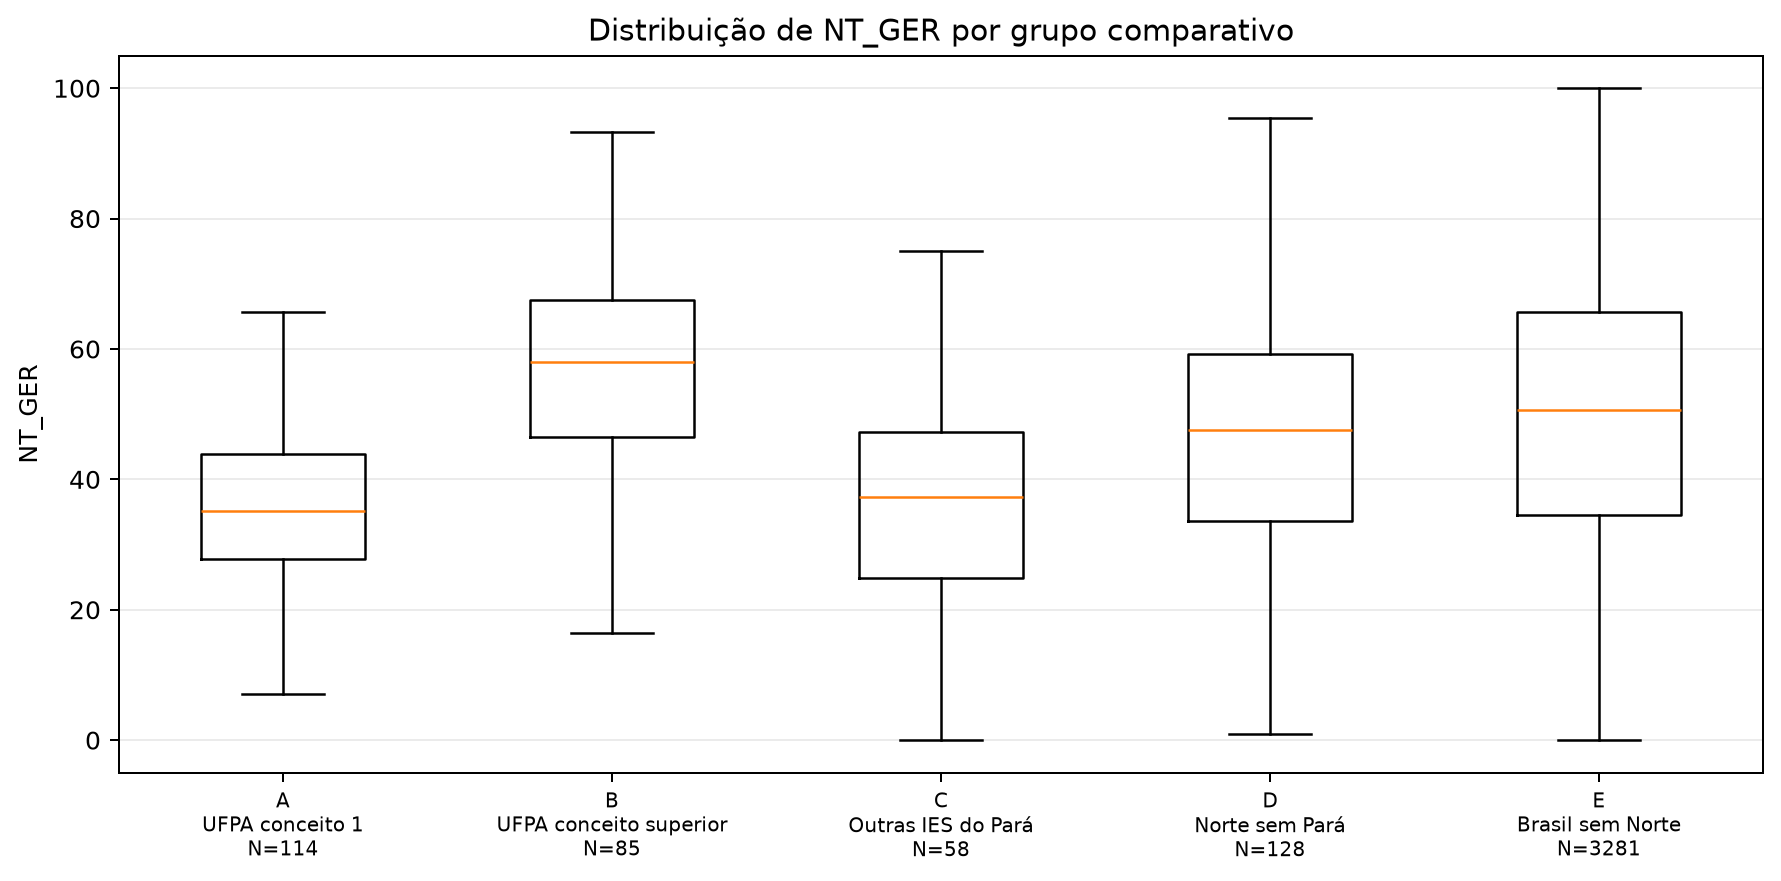 Distribuição de NT_GER por grupo comparativo
NT_GER
100
80
60
40
20
0
A
UFPA conceito 1
N=114
B
UFPA conceito superior
N=85
C
Outras IES do Pará
N=58
D
Norte sem Pará
N=128
E
Brasil sem Norte
N=3281